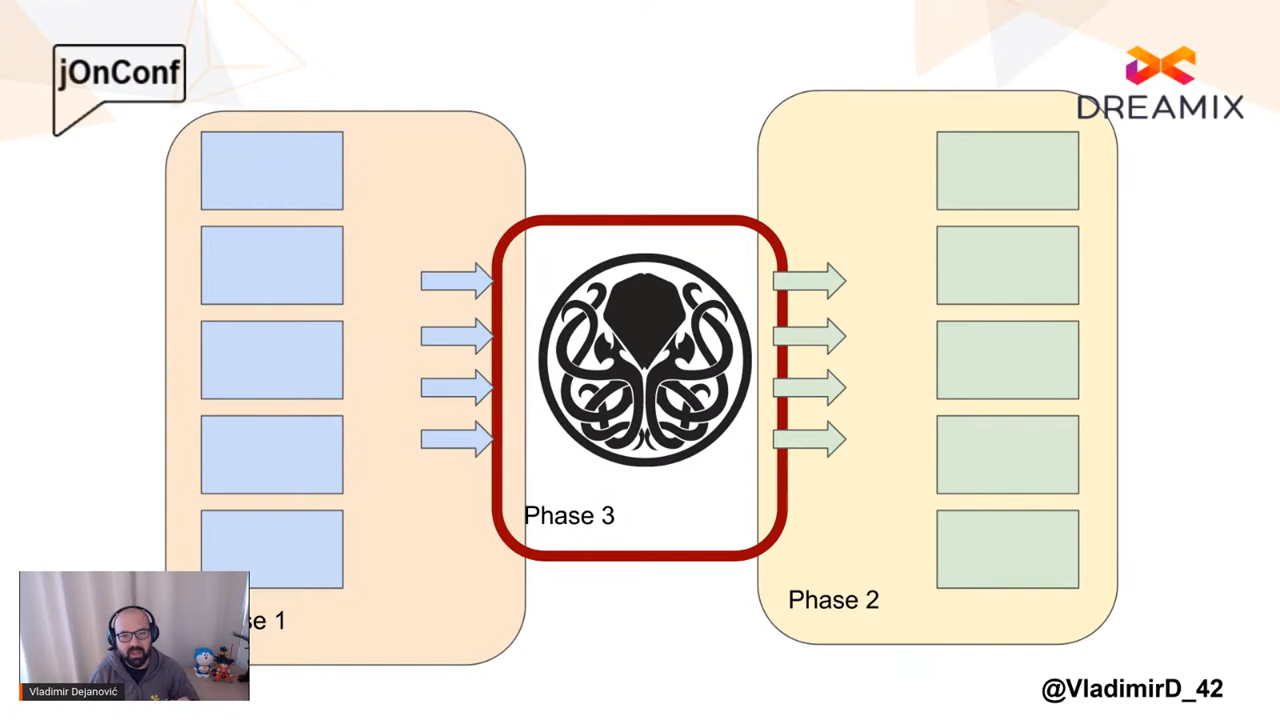 jOnConf
DREAMIX
Phase 3
Phase 2
se 1
Vladimir Dejanović
@VladimirD_42